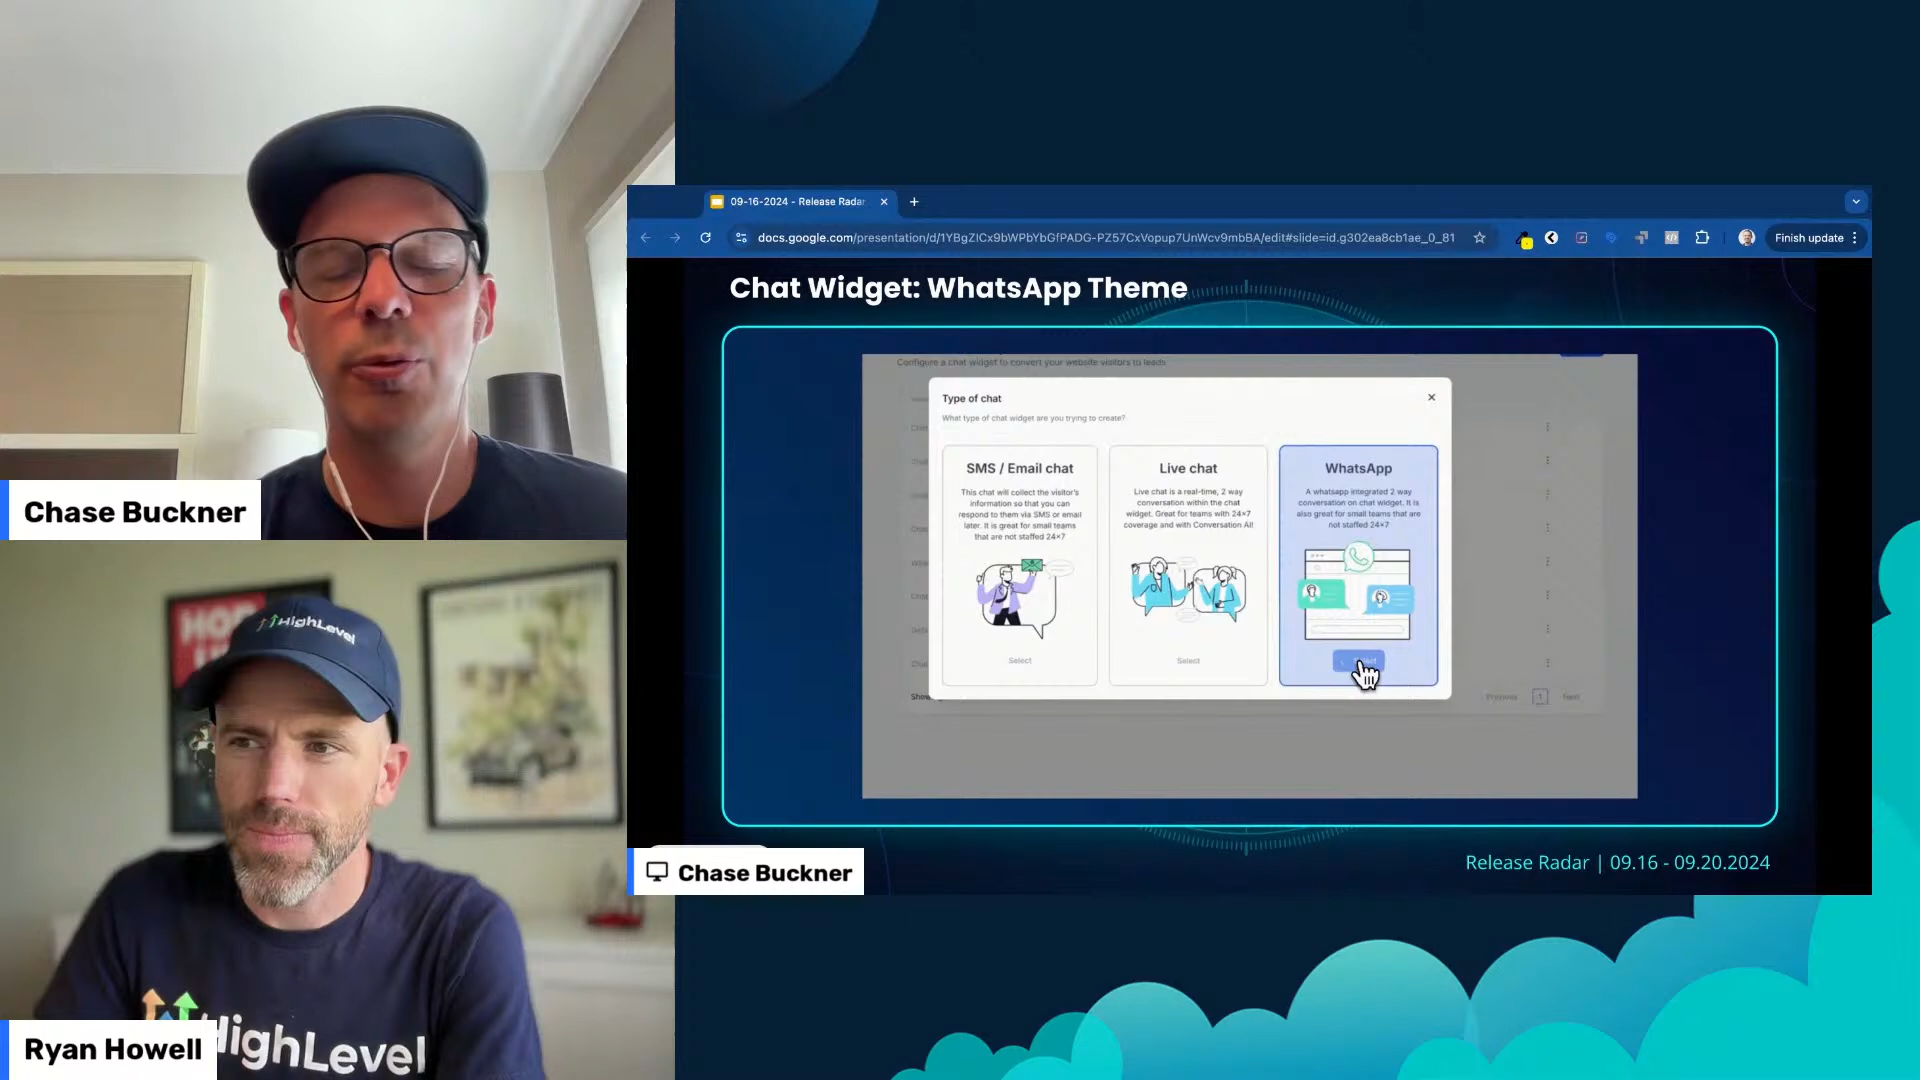 Chase Buckner
HOP
HighLevel
HighLevel
Ryan Howell
09-16-2024 - Release Radar
docs.google.com/presentation/d/1YBgZICx9bWPbYbGfPADG-PZ57CxVopup7UnWcv9mbBA/edit#slide=id.g302ea8cb1ae_0_81
Finish update
Chat Widget: WhatsApp Theme
Configure a chat widget to convert your website visitors to leads
Type of chat
What type of chat widget are you trying to create?
SMS / Email chat
This chat will collect the visitor's
information so that you can
respond to them via SMS or email
later. It is great for small teams
that are not staffed 24×7
Select
Live chat
Live chat is a real-time, 2 way
conversation within the chat
widget. Great for teams with 24×7
coverage and with Conversation AI!
Select
WhatsApp
A whatsapp integrated 2 way
conversation on chat widget. It is
also great for small teams that are
not staffed 24×7
Previous 1 Next
Chase Buckner
Release Radar | 09.16 - 09.20.2024